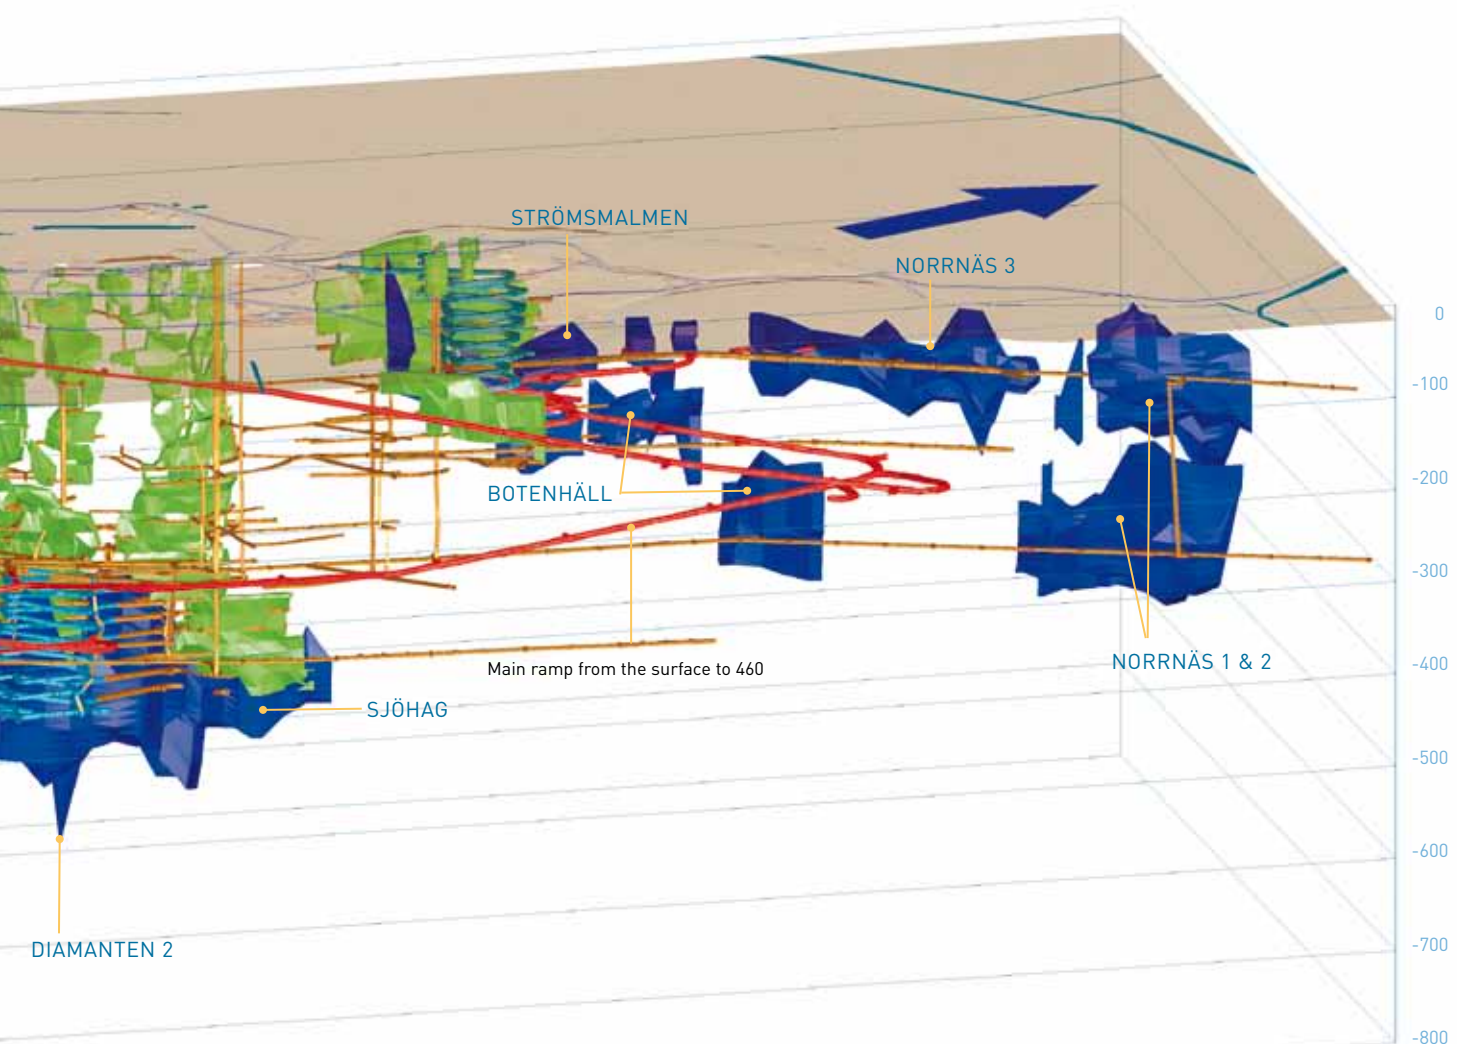 STRÖMSMALMEN
NORRNÄS 3
0
-100
-200
BOTENHÄLL
-300
Main ramp from the surface to 460
NORRNÄS 1 & 2
-400
SJÖHAG
-500
-600
DIAMANTEN 2
-700
-800